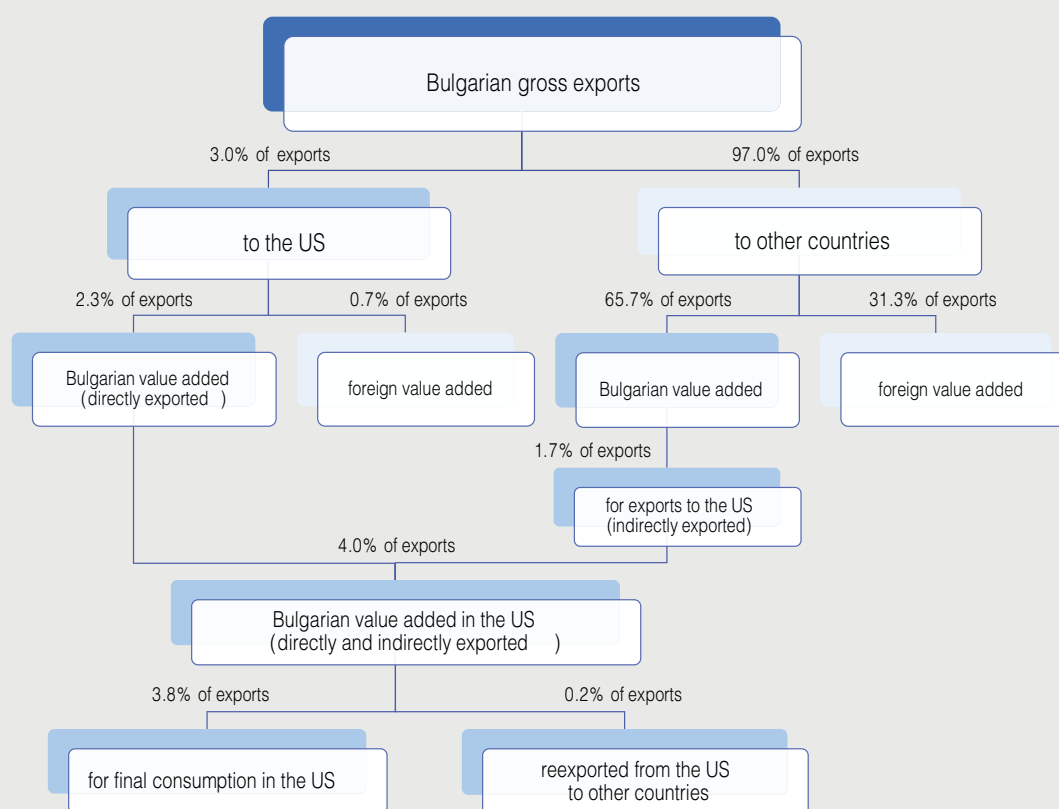 Bulgarian gross exports
3.0% of exports
97.0% of exports
to the US
to other countries
2.3% of exports
0.7% of exports
65.7% of exports
31.3% of exports
Bulgarian value added
(directly exported )
foreign value added
Bulgarian value added
foreign value added
1.7% of exports
for exports to the US
(indirectly exported)
4.0% of exports
Bulgarian value added in the US
(directly and indirectly exported )
3.8% of exports
0.2% of exports
for final consumption in the US
reexported from the US
to other countries